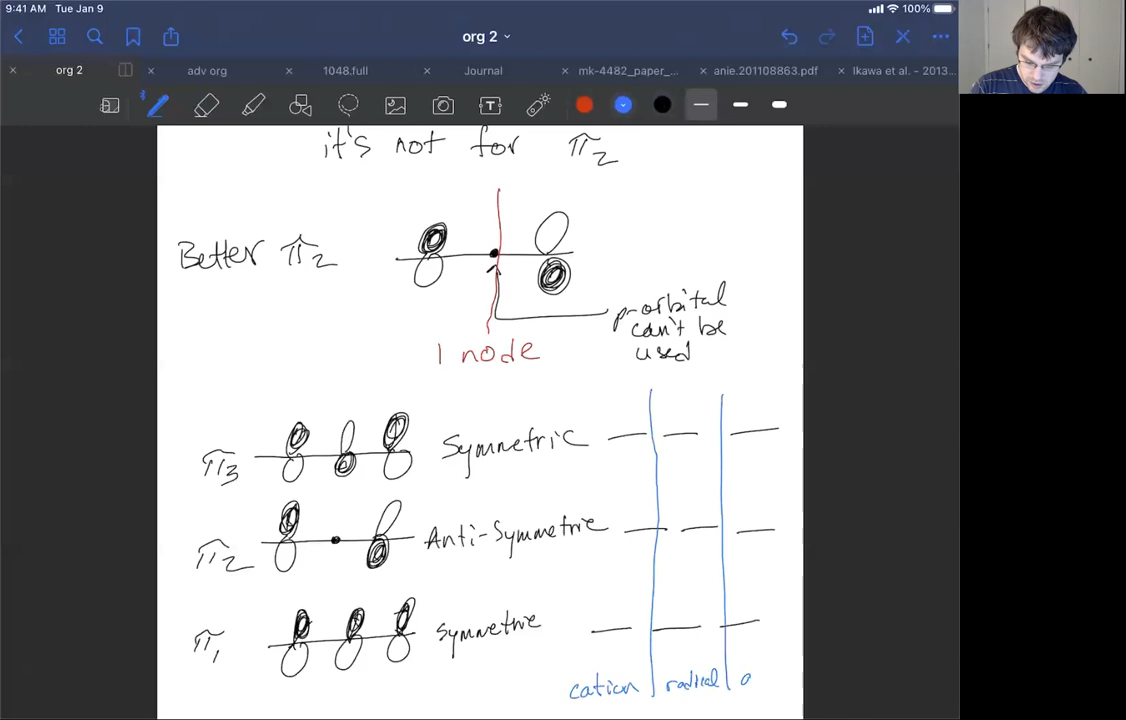 9:41 AM Tue Jan 9
100%
org 2
org 2
adv org
1048.full
Journal
mk-4482_paper_...
anie.201108863.pdf
Ikawa et al. - 2013...
T
it's not for π2
Better π2
p-orbital
can't be
used
1 node
π3 Symmetric
π2 Anti-Symmetric
π1 Symmetric
cation radical